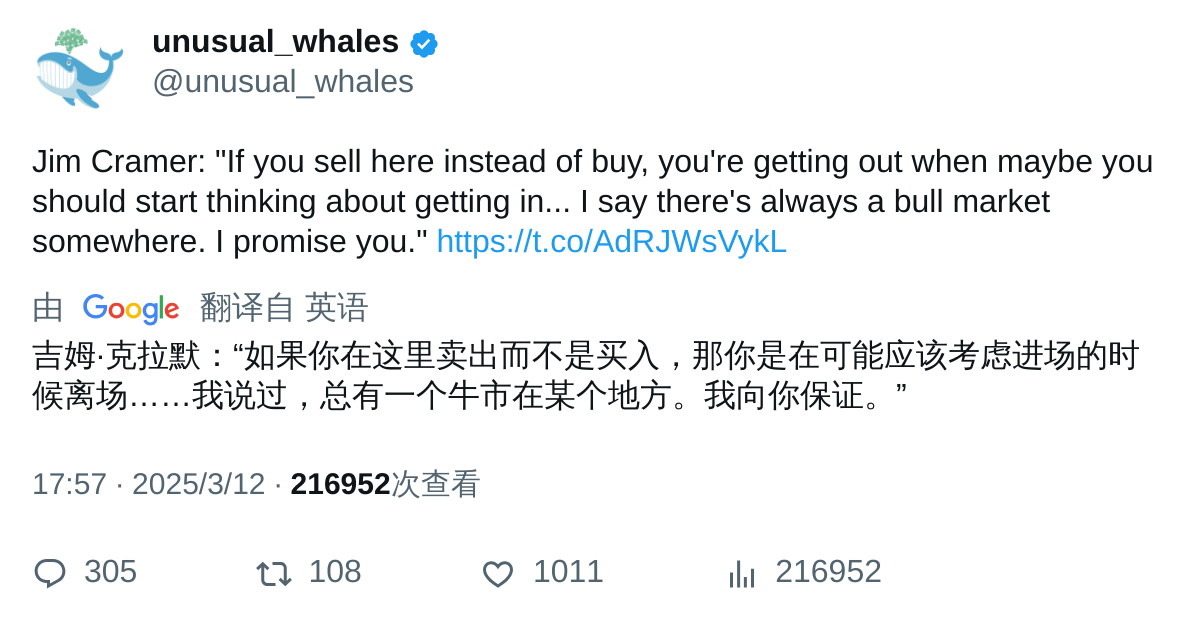 unusual_whales
@unusual_whales
Jim Cramer: "If you sell here instead of buy, you're getting out when maybe you
should start thinking about getting in... I say there's always a bull market
somewhere. I promise you." https://t.co/AdRJWsVykL
由 Google 翻译自 英语
吉姆·克拉默：“如果你在这里卖出而不是买入，那你是在可能应该考虑进场的时
候离场……我说过，总有一个牛市在某个地方。我向你保证。”
17:57 · 2025/3/12 · 216952次查看
305 108 1011 216952